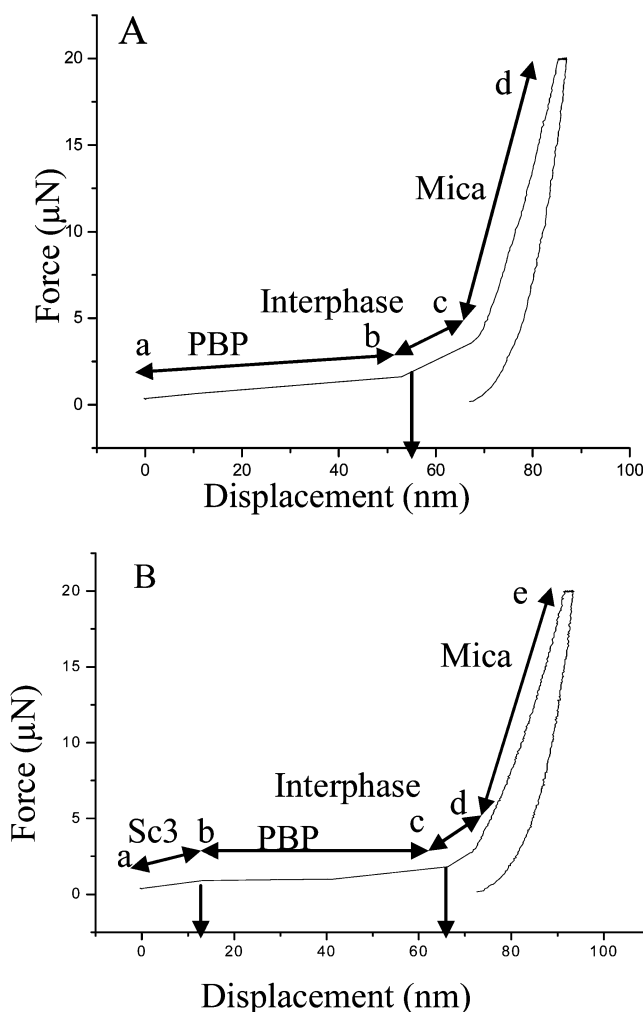 A
20
d
15
Mica
Force (μN)
10
Interphase
c
5
a
PBP
b
0
0 20 40 60 80 100
Displacement (nm)
B
20
e
15
Mica
Force (μN)
10
Interphase
d
5
Sc3
b
PBP
c
a
0
0 20 40 60 80 100
Displacement (nm)